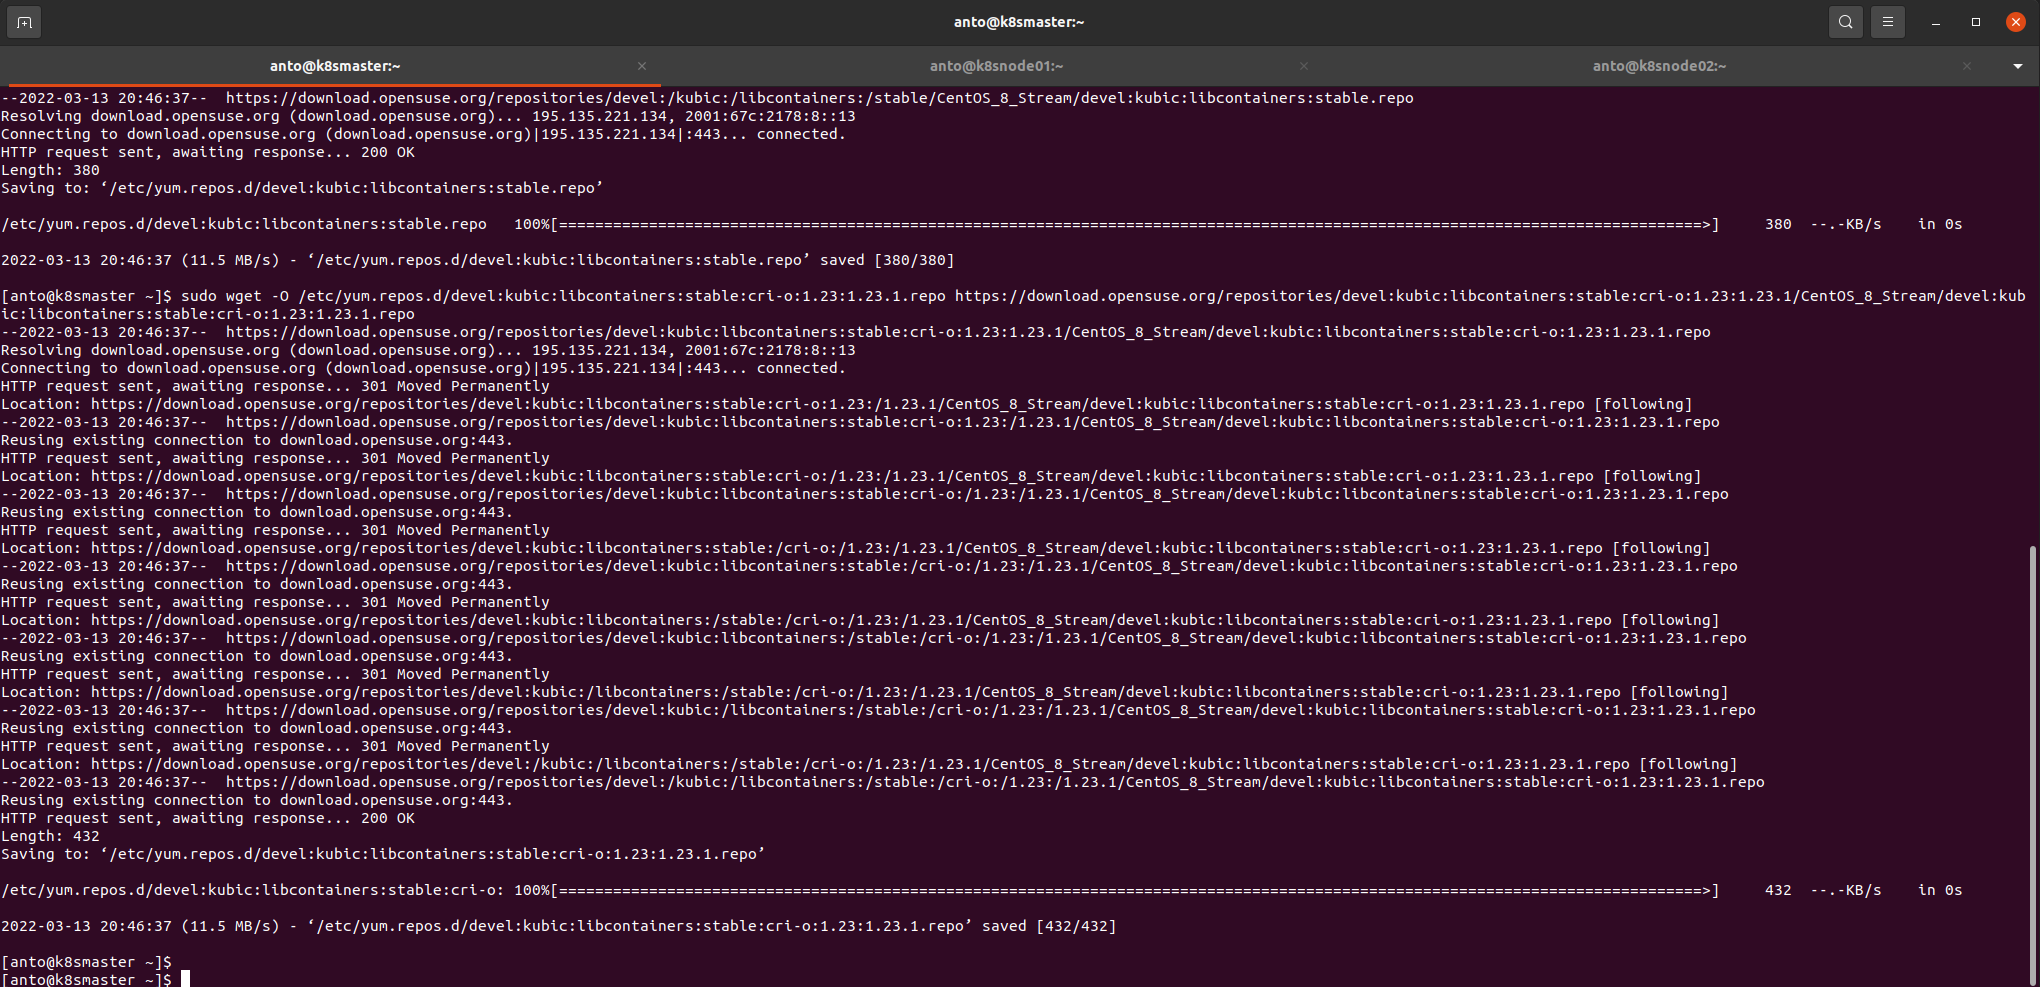 anto@k8smaster:~
anto@k8smaster:~
anto@k8snode01:~
anto@k8snode02:~
--2022-03-13 20:46:37--  https://download.opensuse.org/repositories/devel:/kubic:/libcontainers:/stable/CentOS_8_Stream/devel:kubic:libcontainers:stable.repo
Resolving download.opensuse.org (download.opensuse.org)... 195.135.221.134, 2001:67c:2178:8::13
Connecting to download.opensuse.org (download.opensuse.org)|195.135.221.134|:443... connected.
HTTP request sent, awaiting response... 200 OK
Length: 380
Saving to: ‘/etc/yum.repos.d/devel:kubic:libcontainers:stable.repo’
/etc/yum.repos.d/devel:kubic:libcontainers:stable.repo   100%[===============================================================================================================================>]     380  --.-KB/s    in 0s
2022-03-13 20:46:37 (11.5 MB/s) - ‘/etc/yum.repos.d/devel:kubic:libcontainers:stable.repo’ saved [380/380]
[anto@k8smaster ~]$ sudo wget -O /etc/yum.repos.d/devel:kubic:libcontainers:stable:cri-o:1.23:1.23.1.repo https://download.opensuse.org/repositories/devel:kubic:libcontainers:stable:cri-o:1.23:1.23.1/CentOS_8_Stream/devel:kub
ic:libcontainers:stable:cri-o:1.23:1.23.1.repo
--2022-03-13 20:46:37--  https://download.opensuse.org/repositories/devel:kubic:libcontainers:stable:cri-o:1.23:1.23.1/CentOS_8_Stream/devel:kubic:libcontainers:stable:cri-o:1.23:1.23.1.repo
Resolving download.opensuse.org (download.opensuse.org)... 195.135.221.134, 2001:67c:2178:8::13
Connecting to download.opensuse.org (download.opensuse.org)|195.135.221.134|:443... connected.
HTTP request sent, awaiting response... 301 Moved Permanently
Location: https://download.opensuse.org/repositories/devel:kubic:libcontainers:stable:cri-o:1.23:/1.23.1/CentOS_8_Stream/devel:kubic:libcontainers:stable:cri-o:1.23:1.23.1.repo [following]
--2022-03-13 20:46:37--  https://download.opensuse.org/repositories/devel:kubic:libcontainers:stable:cri-o:1.23:/1.23.1/CentOS_8_Stream/devel:kubic:libcontainers:stable:cri-o:1.23:1.23.1.repo
Reusing existing connection to download.opensuse.org:443.
HTTP request sent, awaiting response... 301 Moved Permanently
Location: https://download.opensuse.org/repositories/devel:kubic:libcontainers:stable:cri-o:/1.23:/1.23.1/CentOS_8_Stream/devel:kubic:libcontainers:stable:cri-o:1.23:1.23.1.repo [following]
--2022-03-13 20:46:37--  https://download.opensuse.org/repositories/devel:kubic:libcontainers:stable:cri-o:/1.23:/1.23.1/CentOS_8_Stream/devel:kubic:libcontainers:stable:cri-o:1.23:1.23.1.repo
Reusing existing connection to download.opensuse.org:443.
HTTP request sent, awaiting response... 301 Moved Permanently
Location: https://download.opensuse.org/repositories/devel:kubic:libcontainers:stable:/cri-o:/1.23:/1.23.1/CentOS_8_Stream/devel:kubic:libcontainers:stable:cri-o:1.23:1.23.1.repo [following]
--2022-03-13 20:46:37--  https://download.opensuse.org/repositories/devel:kubic:libcontainers:stable:/cri-o:/1.23:/1.23.1/CentOS_8_Stream/devel:kubic:libcontainers:stable:cri-o:1.23:1.23.1.repo
Reusing existing connection to download.opensuse.org:443.
HTTP request sent, awaiting response... 301 Moved Permanently
Location: https://download.opensuse.org/repositories/devel:kubic:libcontainers:/stable:/cri-o:/1.23:/1.23.1/CentOS_8_Stream/devel:kubic:libcontainers:stable:cri-o:1.23:1.23.1.repo [following]
--2022-03-13 20:46:37--  https://download.opensuse.org/repositories/devel:kubic:libcontainers:/stable:/cri-o:/1.23:/1.23.1/CentOS_8_Stream/devel:kubic:libcontainers:stable:cri-o:1.23:1.23.1.repo
Reusing existing connection to download.opensuse.org:443.
HTTP request sent, awaiting response... 301 Moved Permanently
Location: https://download.opensuse.org/repositories/devel:kubic:/libcontainers:/stable:/cri-o:/1.23:/1.23.1/CentOS_8_Stream/devel:kubic:libcontainers:stable:cri-o:1.23:1.23.1.repo [following]
--2022-03-13 20:46:37--  https://download.opensuse.org/repositories/devel:kubic:/libcontainers:/stable:/cri-o:/1.23:/1.23.1/CentOS_8_Stream/devel:kubic:libcontainers:stable:cri-o:1.23:1.23.1.repo
Reusing existing connection to download.opensuse.org:443.
HTTP request sent, awaiting response... 301 Moved Permanently
Location: https://download.opensuse.org/repositories/devel:/kubic:/libcontainers:/stable:/cri-o:/1.23:/1.23.1/CentOS_8_Stream/devel:kubic:libcontainers:stable:cri-o:1.23:1.23.1.repo [following]
--2022-03-13 20:46:37--  https://download.opensuse.org/repositories/devel:/kubic:/libcontainers:/stable:/cri-o:/1.23:/1.23.1/CentOS_8_Stream/devel:kubic:libcontainers:stable:cri-o:1.23:1.23.1.repo
Reusing existing connection to download.opensuse.org:443.
HTTP request sent, awaiting response... 200 OK
Length: 432
Saving to: ‘/etc/yum.repos.d/devel:kubic:libcontainers:stable:cri-o:1.23:1.23.1.repo’
/etc/yum.repos.d/devel:kubic:libcontainers:stable:cri-o: 100%[===============================================================================================================================>]     432  --.-KB/s    in 0s
2022-03-13 20:46:37 (11.5 MB/s) - ‘/etc/yum.repos.d/devel:kubic:libcontainers:stable:cri-o:1.23:1.23.1.repo’ saved [432/432]
[anto@k8smaster ~]$
[anto@k8smaster ~]$